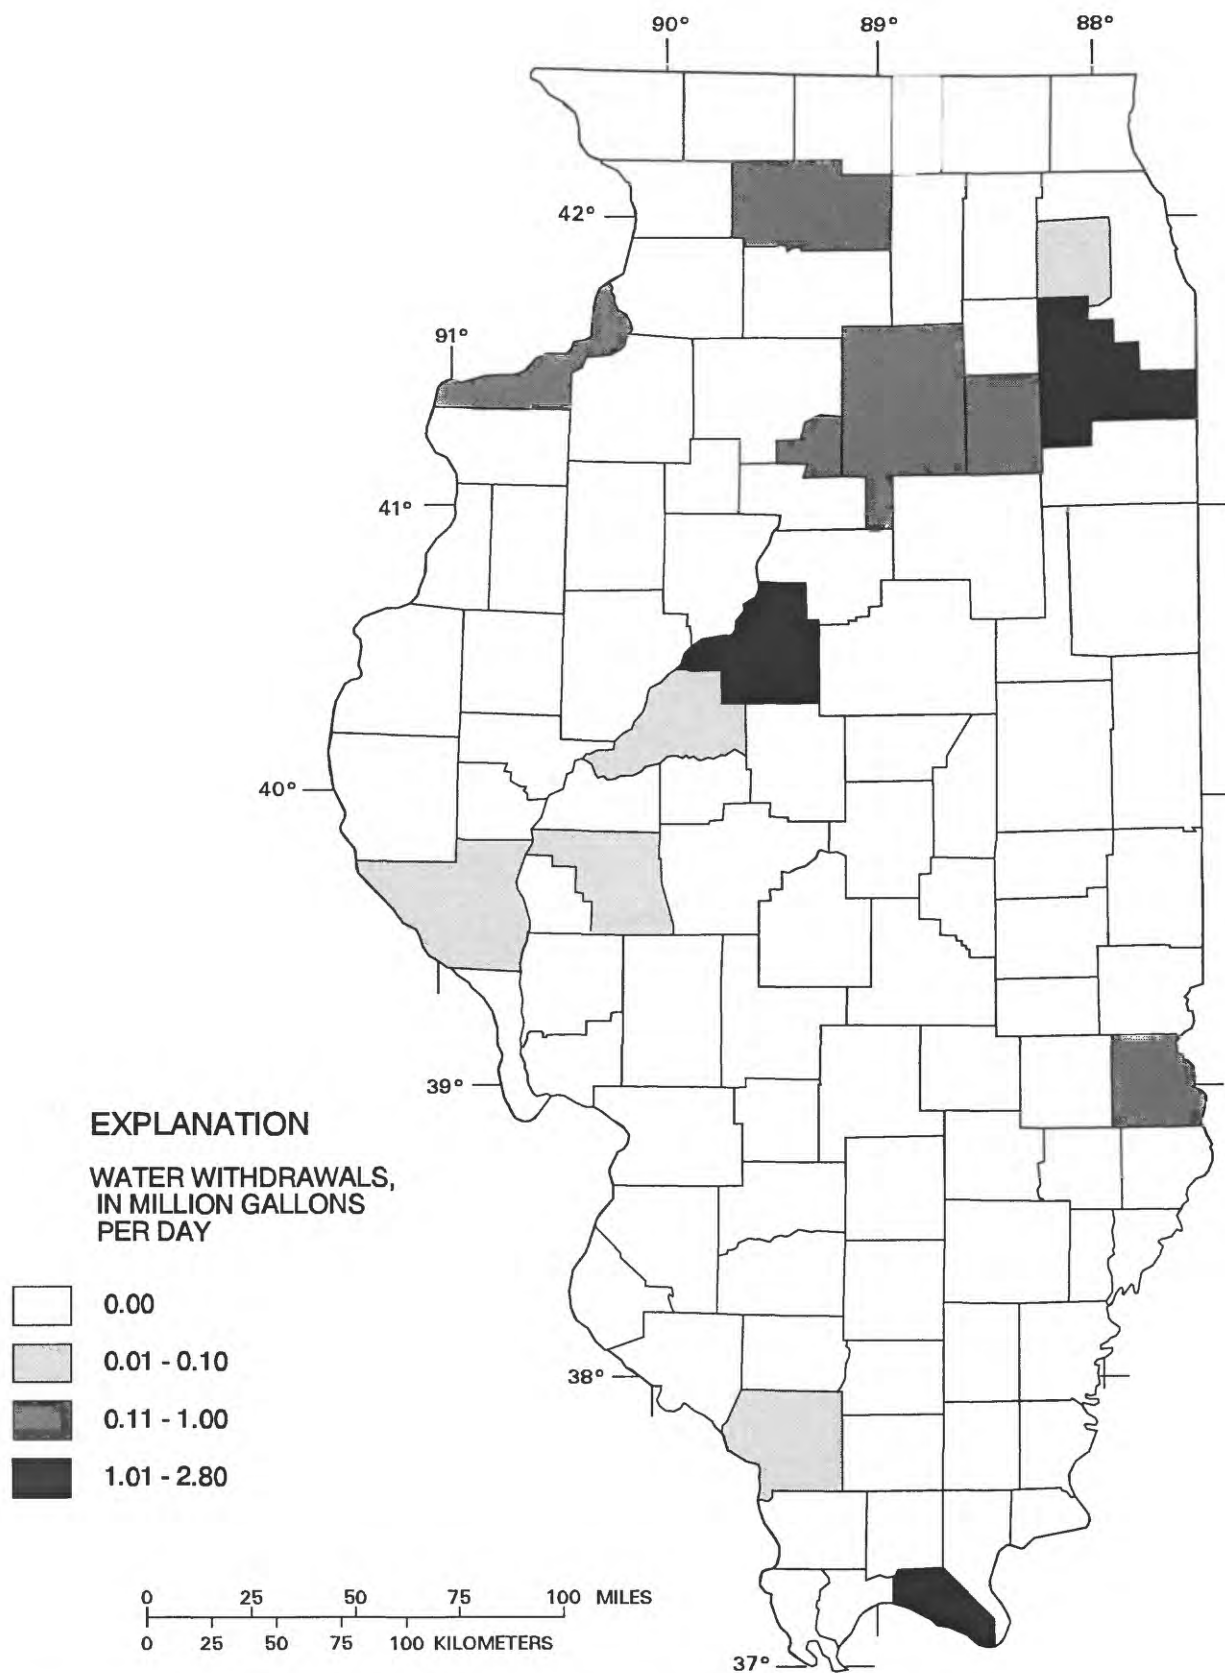 90° 89° 88°
42°
91°
41°
40°
39°
EXPLANATION
WATER WITHDRAWALS,
IN MILLION GALLONS
PER DAY
0.00
0.01 - 0.10
38°
0.11 - 1.00
1.01 - 2.80
0 25 50 75 100 MILES
0 25 50 75 100 KILOMETERS
37°